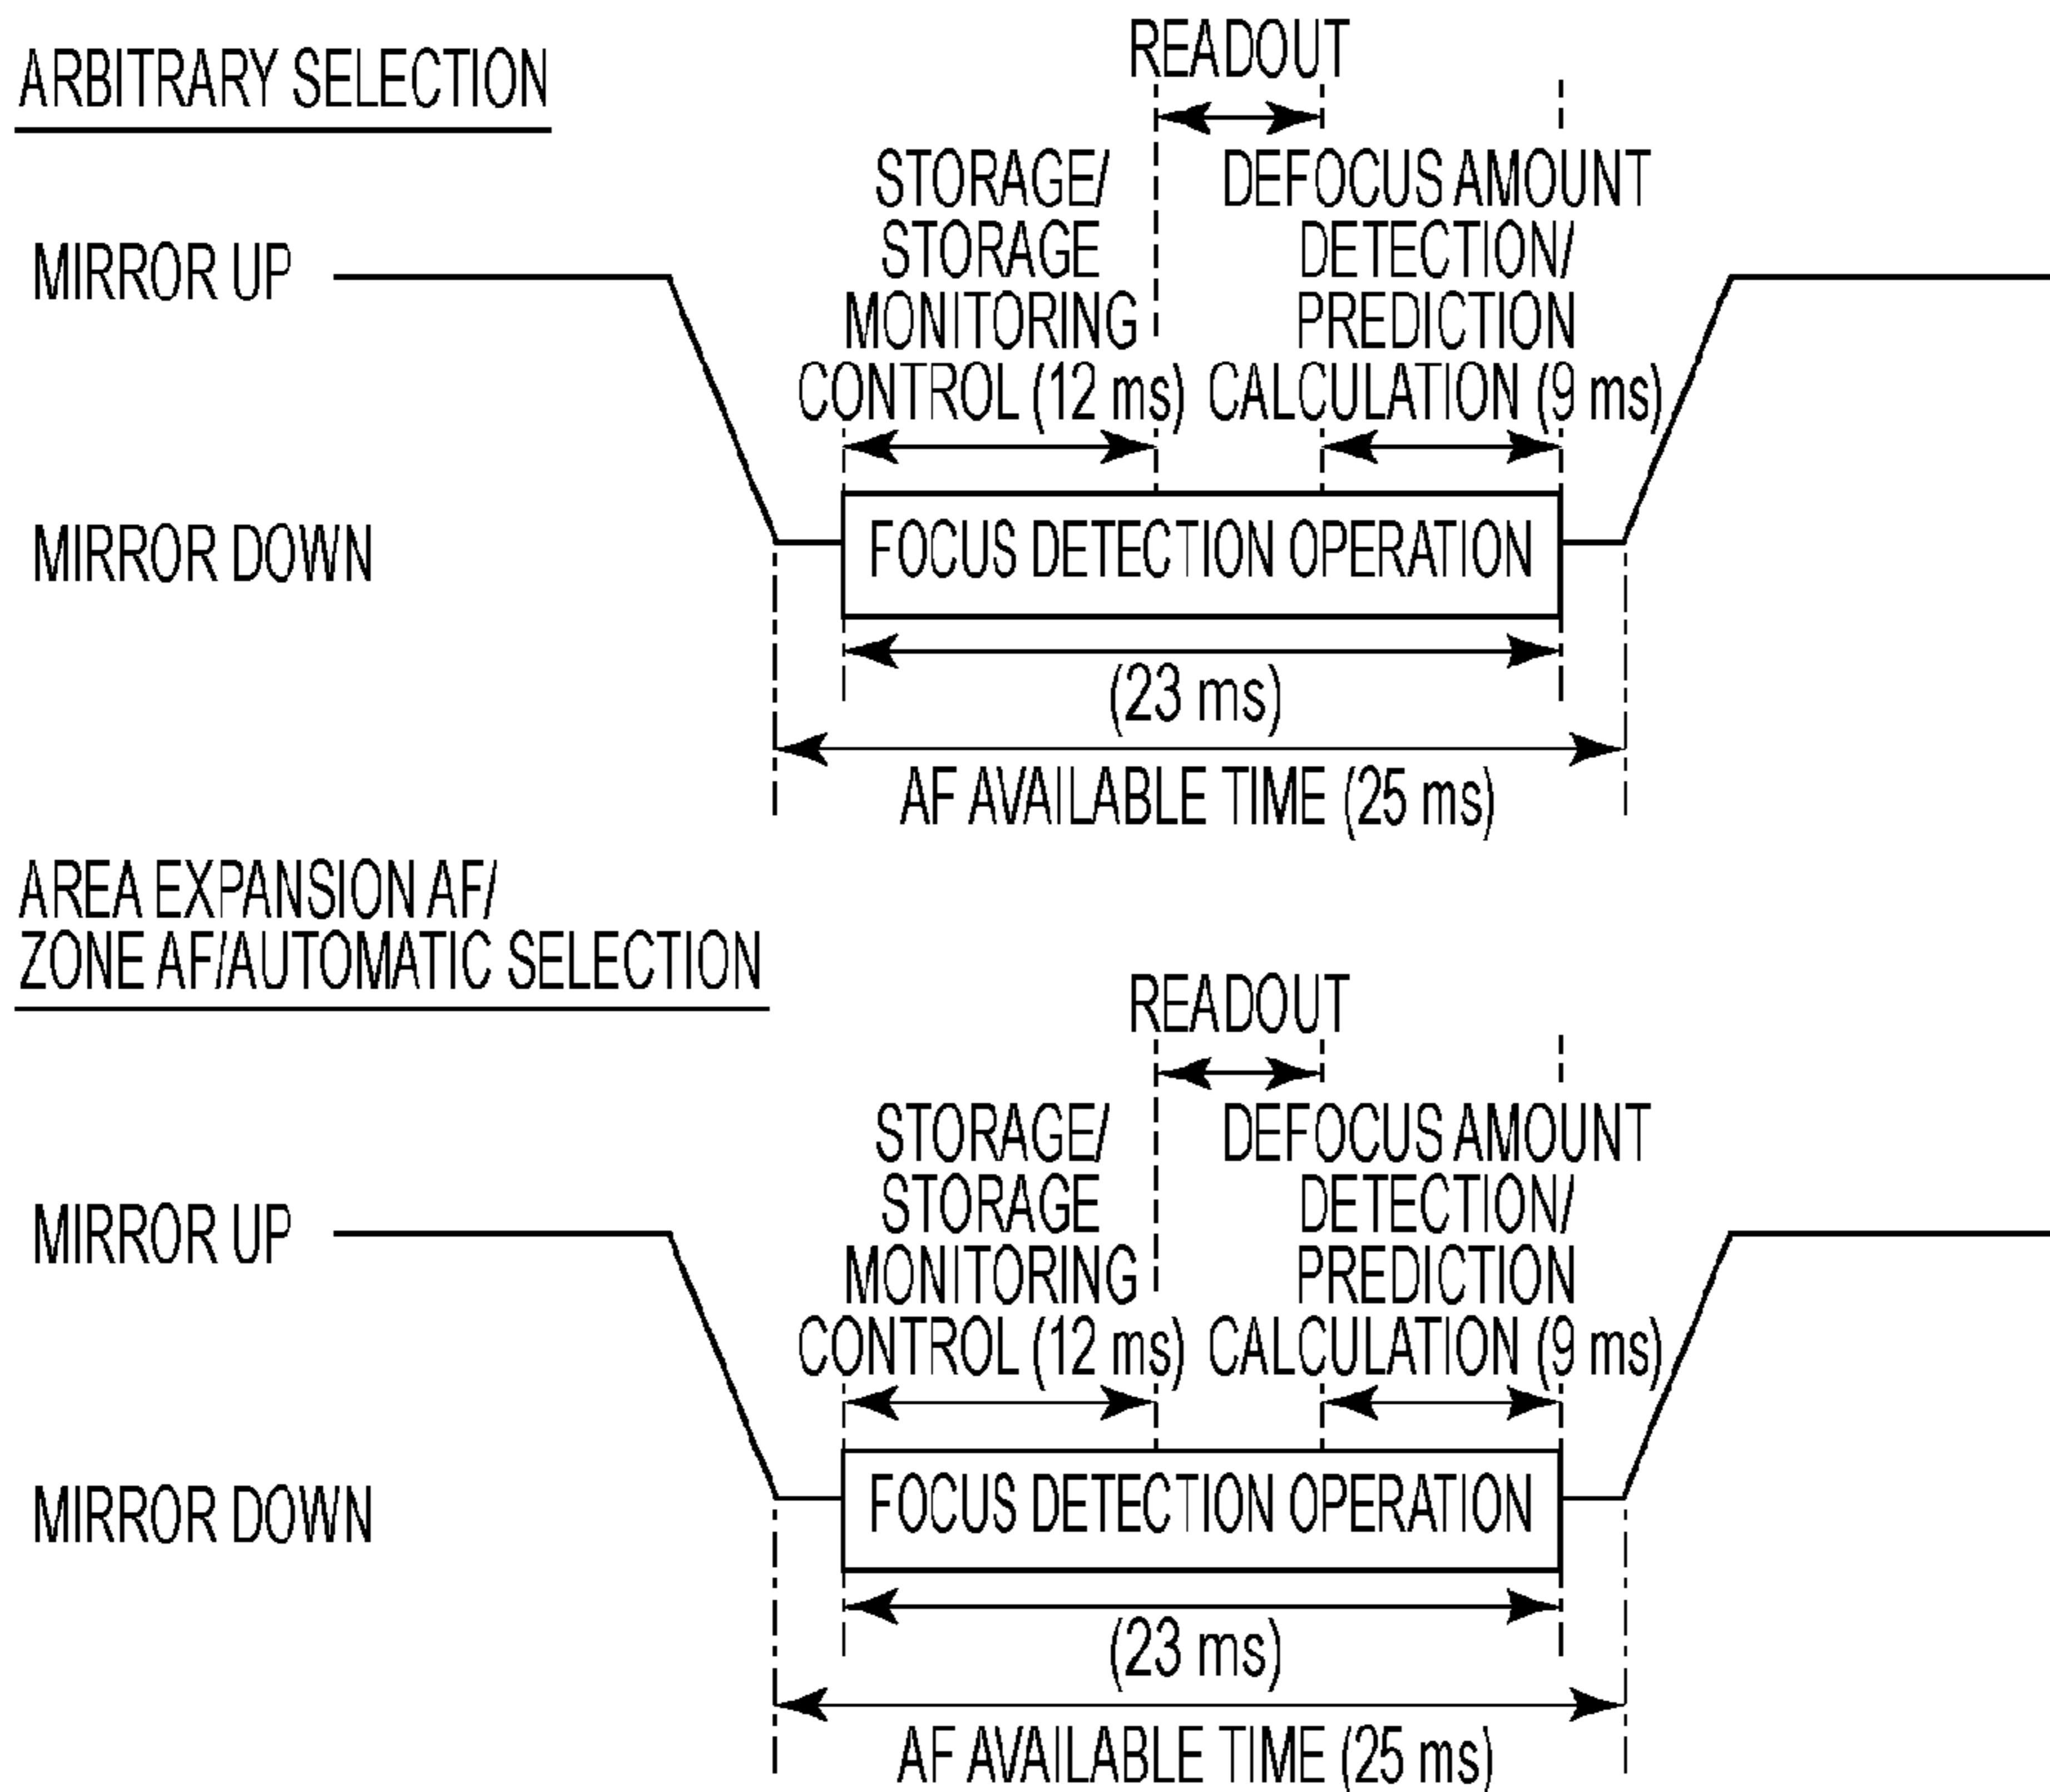 ARBITRARY SELECTION
READOUT
STORAGE/
STORAGE
MONITORING
CONTROL (12 ms)
DEFOCUS AMOUNT
DETECTION/
PREDICTION
CALCULATION (9 ms)
MIRROR UP
MIRROR DOWN
FOCUS DETECTION OPERATION
(23 ms)
AF AVAILABLE TIME (25 ms)
AREA EXPANSION AF/
ZONE AF/AUTOMATIC SELECTION
READOUT
STORAGE/
STORAGE
MONITORING
CONTROL (12 ms)
DEFOCUS AMOUNT
DETECTION/
PREDICTION
CALCULATION (9 ms)
MIRROR UP
MIRROR DOWN
FOCUS DETECTION OPERATION
(23 ms)
AF AVAILABLE TIME (25 ms)